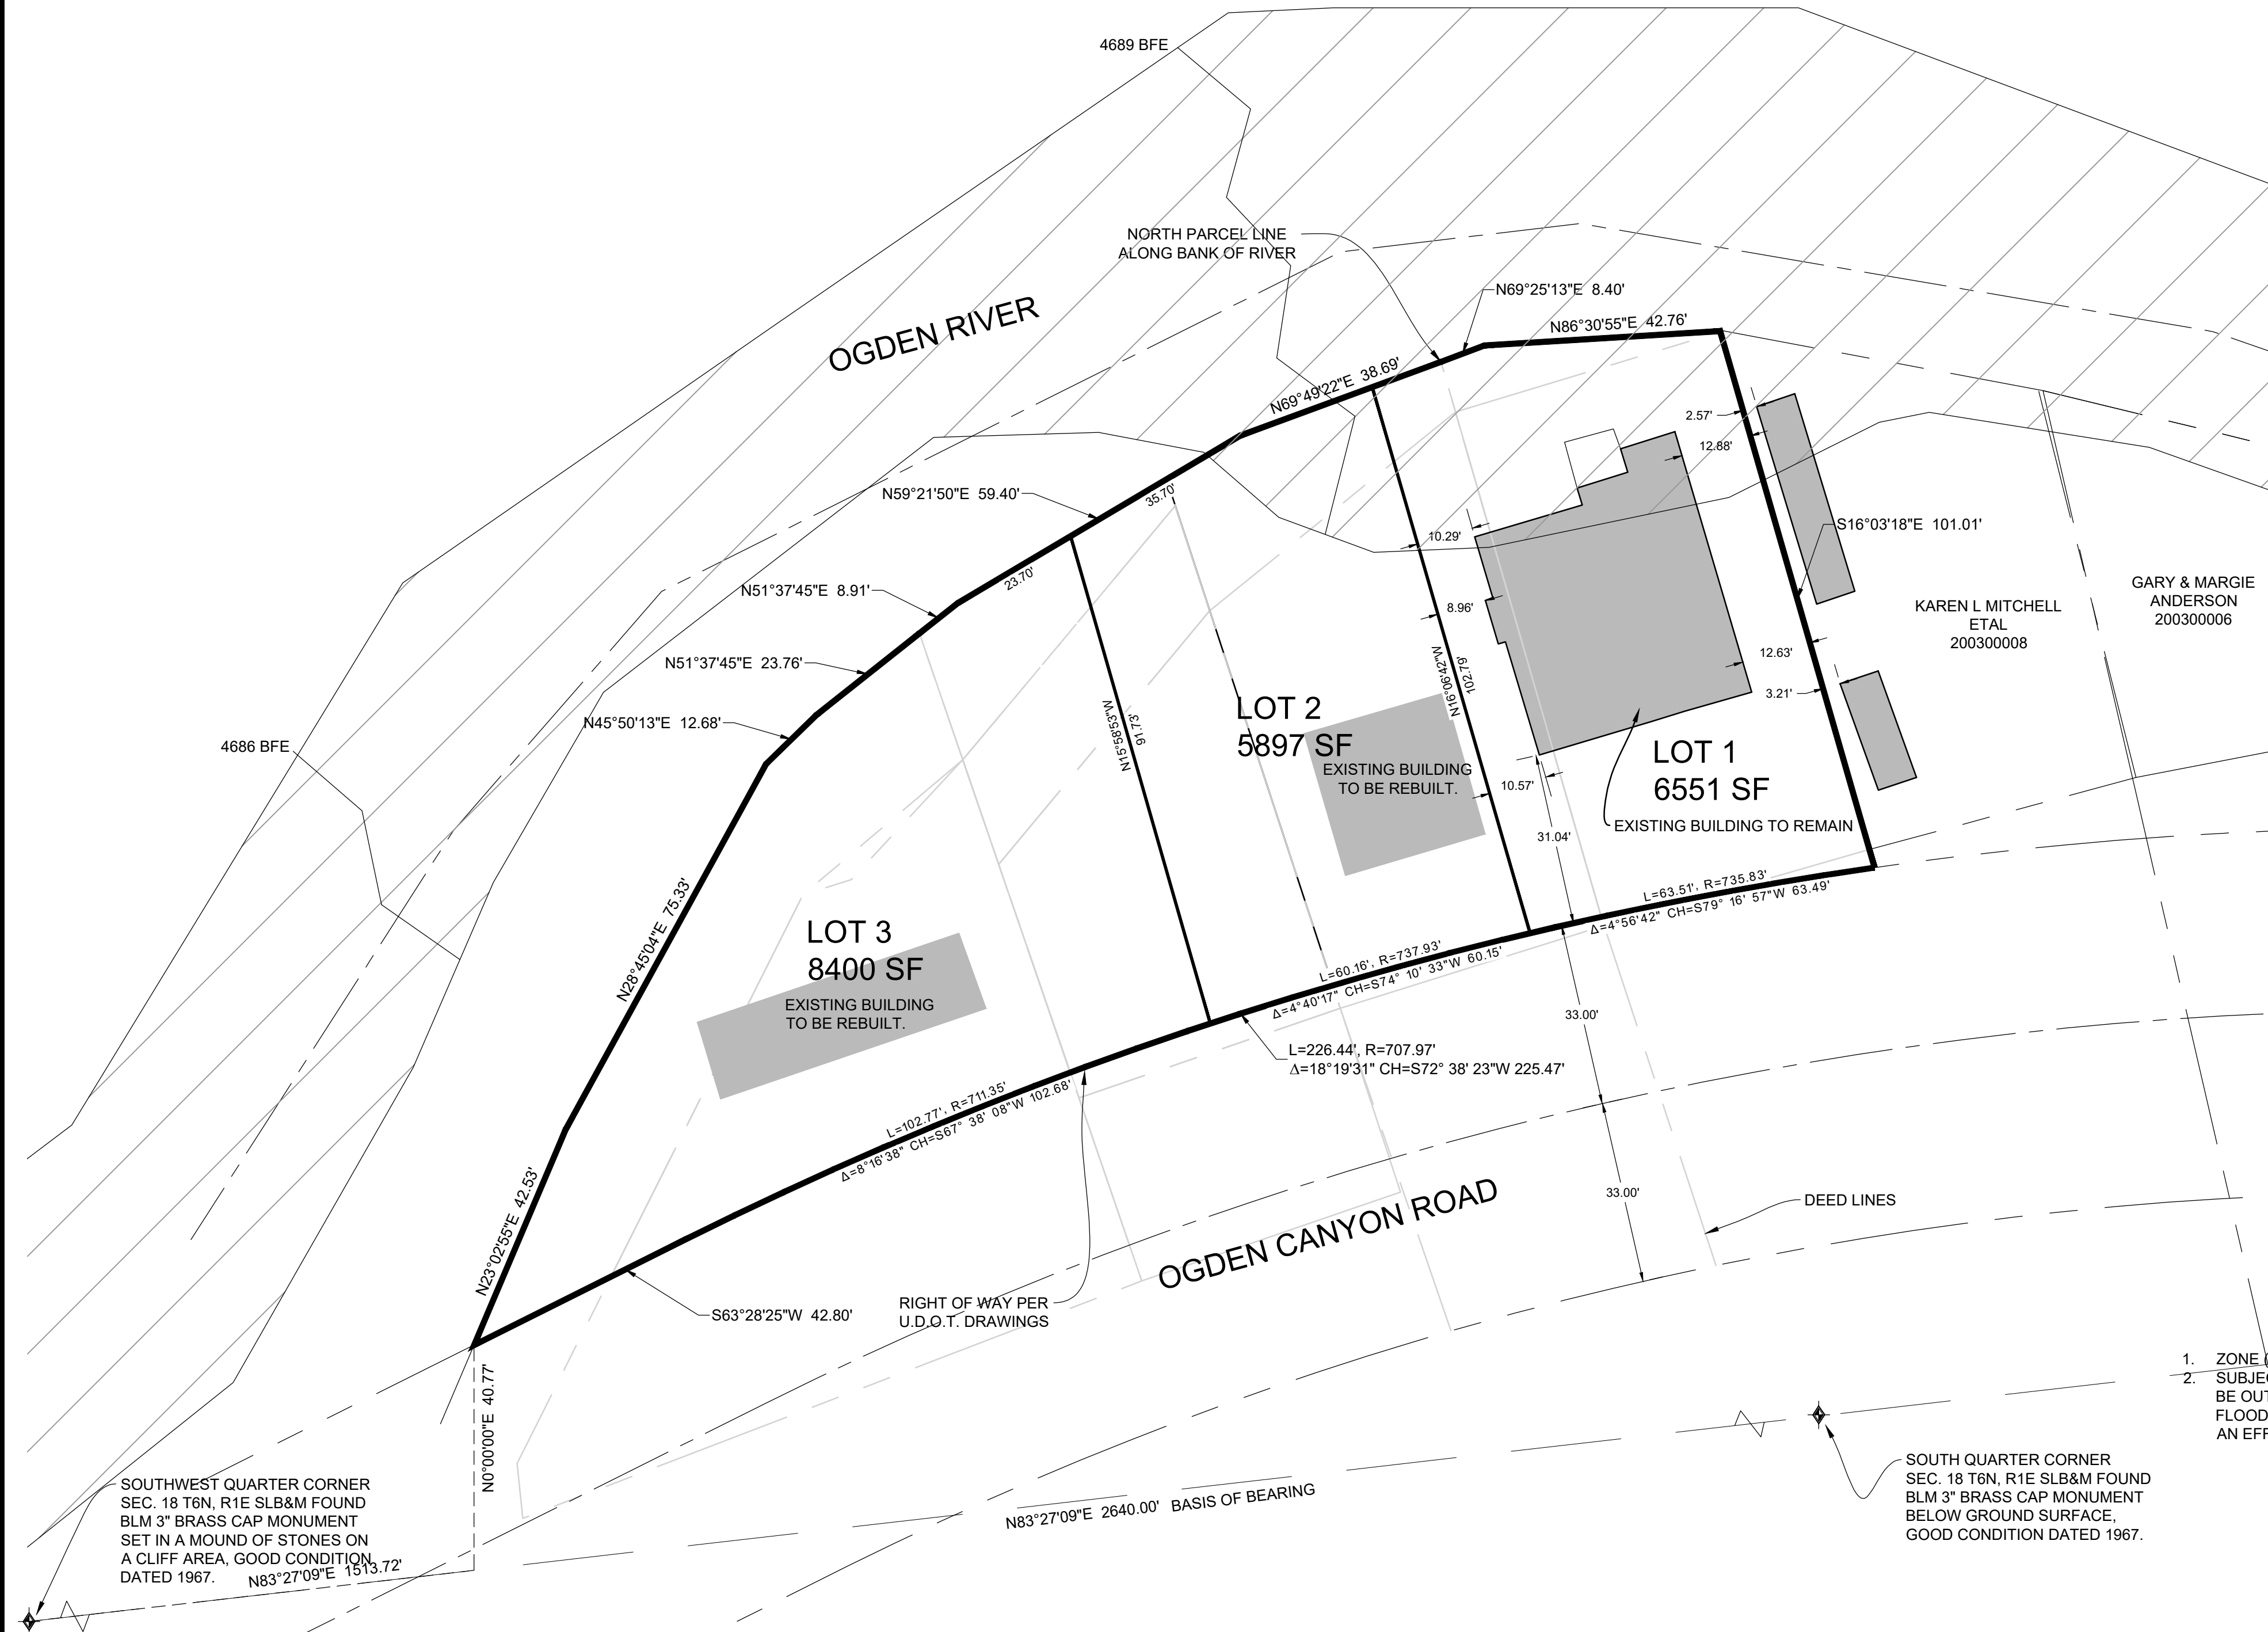 4689 BFE
NORTH PARCEL LINE
ALONG BANK OF RIVER
N69°25'13"E 8.40'
N86°30'55"E 42.76'
OGDEN RIVER
N69°49'22"E 38.69'
2.57'
12.88'
N59°21'50"E 59.40'
35.70'
S16°03'18"E 101.01'
10.29'
23.70'
N51°37'45"E 8.91'
8.96'
KAREN L MITCHELL
ETAL
200300008
GARY & MARGIE
ANDERSON
200300006
N51°37'45"E 23.76'
12.63'
3.21'
N16°06'42"W
102.79'
N45°50'13"E 12.68'
N15°58'53"W
91.73'
LOT 2
5897 SF
EXISTING BUILDING
TO BE REBUILT.
4686 BFE
LOT 1
6551 SF
10.57'
31.04'
EXISTING BUILDING TO REMAIN
L=63.51', R=735.83'
Δ=4°56'42" CH=S79° 16' 57"W 63.49'
N28°45'04"E 75.33'
LOT 3
8400 SF
EXISTING BUILDING
TO BE REBUILT.
L=60.16', R=737.93'
Δ=4°40'17" CH=S74° 10' 33"W 60.15'
33.00'
L=226.44', R=707.97'
Δ=18°19'31" CH=S72° 38' 23"W 225.47'
L=102.77', R=711.35'
Δ=8°16'38" CH=S67° 38' 08"W 102.68'
33.00'
DEED LINES
OGDEN CANYON ROAD
N23°02'55"E 42.53'
S63°28'25"W 42.80'
RIGHT OF WAY PER
U.D.O.T. DRAWINGS
N0°00'00"E 40.77'
1. ZONE
2. SUBJE
BE OUT
FLOOD
AN EFF
SOUTHWEST QUARTER CORNER
SEC. 18 T6N, R1E SLB&M FOUND
BLM 3" BRASS CAP MONUMENT
SET IN A MOUND OF STONES ON
A CLIFF AREA, GOOD CONDITION
DATED 1967.
N83°27'09"E 1513.72'
N83°27'09"E 2640.00' BASIS OF BEARING
SOUTH QUARTER CORNER
SEC. 18 T6N, R1E SLB&M FOUND
BLM 3" BRASS CAP MONUMENT
BELOW GROUND SURFACE,
GOOD CONDITION DATED 1967.